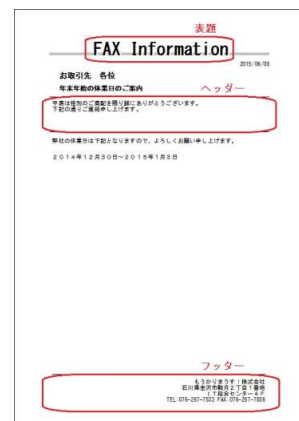 表題
FAX Information
2015/06/08
お取引先 各位
年末年始の休業日のご案内
ヘッダー
平素は格別のご高配を賜り誠にありがとうございます。
下記の通りご連絡申し上げます。
弊社の休業日は下記となりますので、よろしくお願い申し上げます。
2014年12月30日~2015年1月3日
フッター
もうかりまうす!株式会社
石川県金沢市鞍月2丁目1番地
IT総合センター4F
TEL:076-267-7533 FAX 076-267-7856